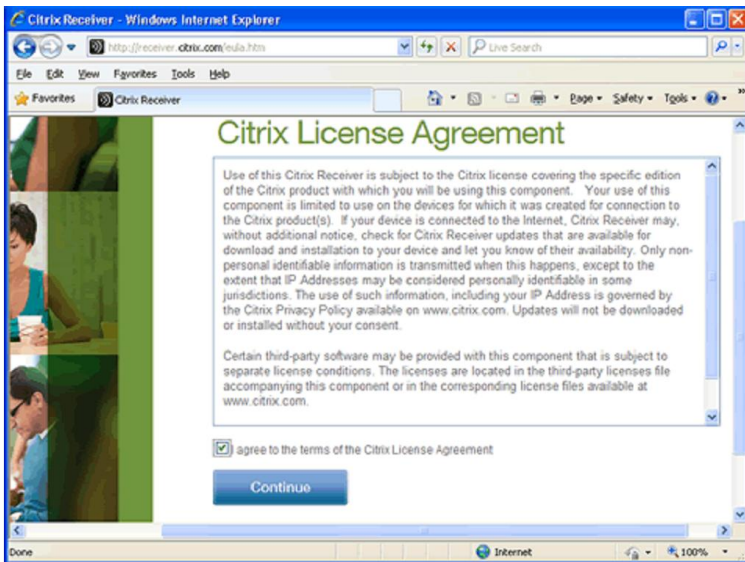 Citrix Receiver - Windows Internet Explorer
http://receiver.citrix.com/eula.htm
Live Search
File Edit View Favorites Tools Help
Favorites Citrix Receiver Page Safety Tools
Citrix License Agreement
Use of this Citrix Receiver is subject to the Citrix license covering the specific edition
of the Citrix product with which you will be using this component. Your use of this
component is limited to use on the devices for which it was created for connection to
the Citrix product(s). If your device is connected to the Internet, Citrix Receiver may,
without additional notice, check for Citrix Receiver updates that are available for
download and installation to your device and let you know of their availability. Only non-
personal identifiable information is transmitted when this happens, except to the
extent that IP Addresses may be considered personally identifiable in some
jurisdictions. The use of such information, including your IP Address is governed by
the Citrix Privacy Policy available on www.citrix.com. Updates will not be downloaded
or installed without your consent.
Certain third-party software may be provided with this component that is subject to
separate license conditions. The licenses are located in the third-party licenses file
accompanying this component or in the corresponding license files available at
www.citrix.com.
I agree to the terms of the Citrix License Agreement
Continue
Done Internet 100%